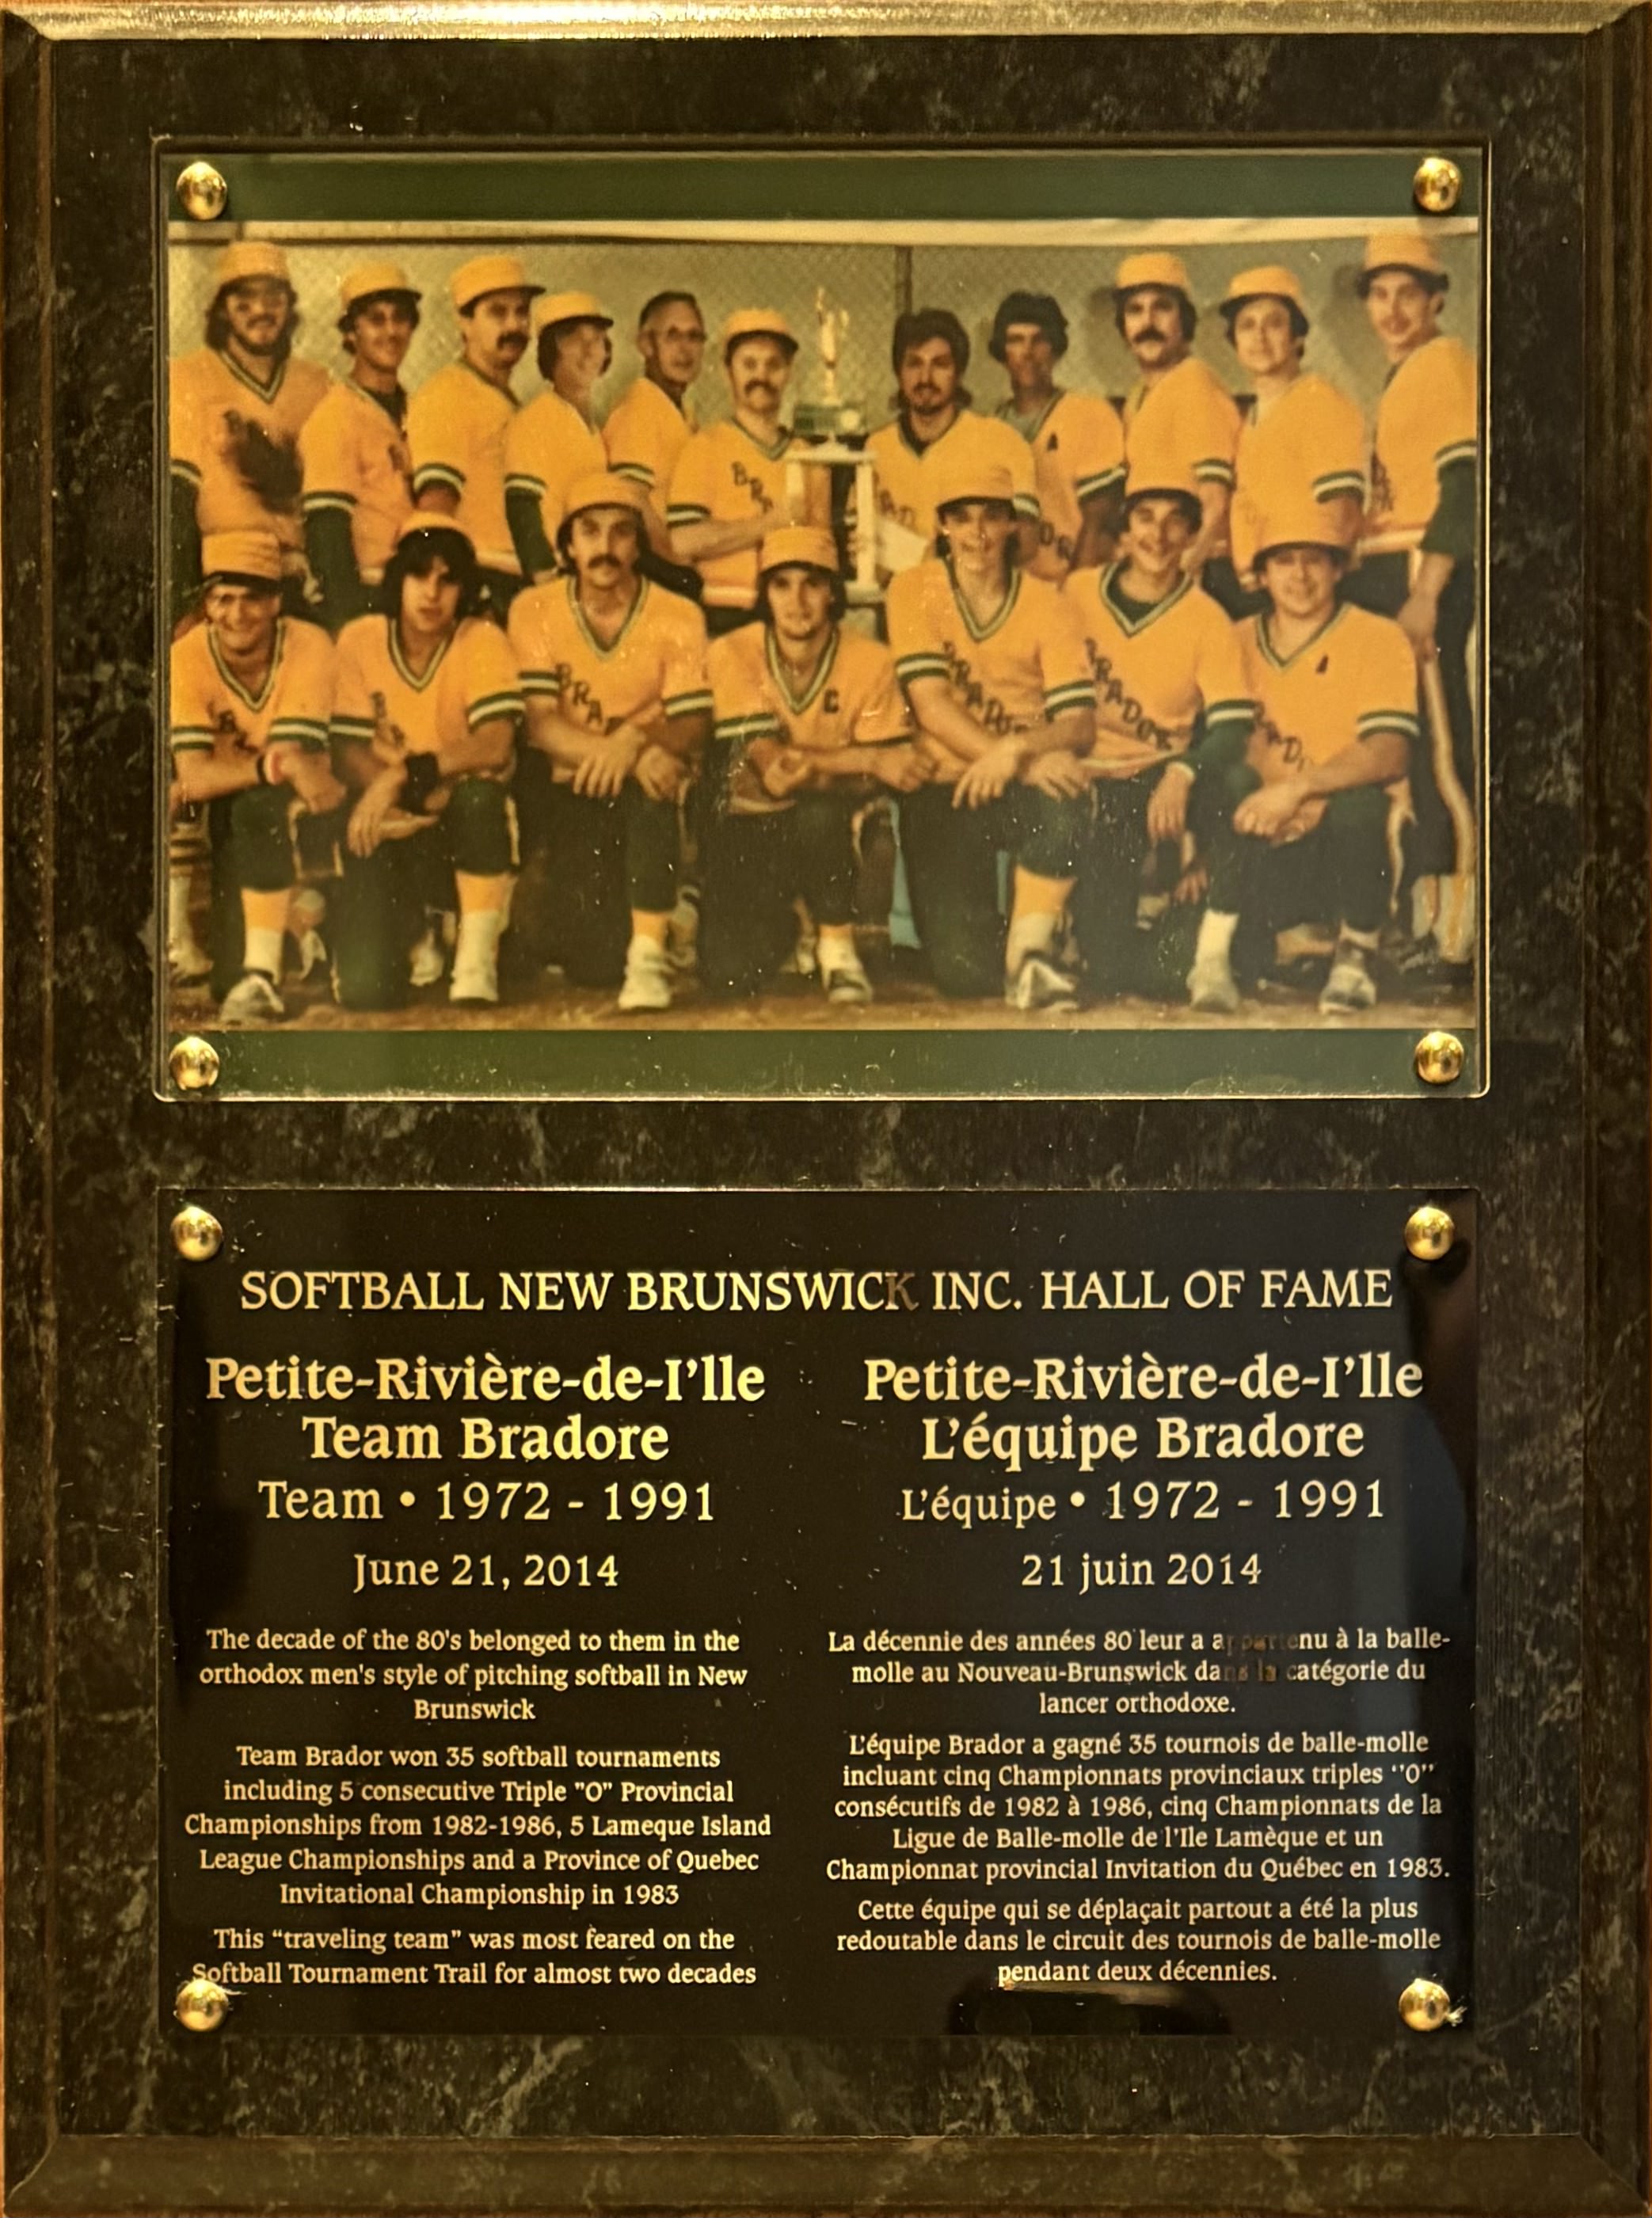 SOFTBALL NEW BRUNSWICK INC. HALL OF FAME
Petite-Rivière-de-I'lle
Team Bradore
Team • 1972 - 1991
June 21, 2014
The decade of the 80's belonged to them in the
orthodox men's style of pitching softball in New
Brunswick
Team Brador won 35 softball tournaments
including 5 consecutive Triple "O" Provincial
Championships from 1982-1986, 5 Lameque Island
League Championships and a Province of Quebec
Invitational Championship in 1983
This “traveling team” was most feared on the
Softball Tournament Trail for almost two decades
Petite-Rivière-de-I'lle
L'équipe Bradore
L'équipe • 1972 - 1991
21 juin 2014
La décennie des années 80 leur a appartenu à la balle-
molle au Nouveau-Brunswick dans la catégorie du
lancer orthodoxe.
L'équipe Brador a gagné 35 tournois de balle-molle
incluant cinq Championnats provinciaux triples ''O''
consécutifs de 1982 à 1986, cinq Championnats de la
Ligue de Balle-molle de l'Ile Lamèque et un
Championnat provincial Invitation du Québec en 1983.
Cette équipe qui se déplaçait partout a été la plus
redoutable dans le circuit des tournois de balle-molle
pendant deux décennies.